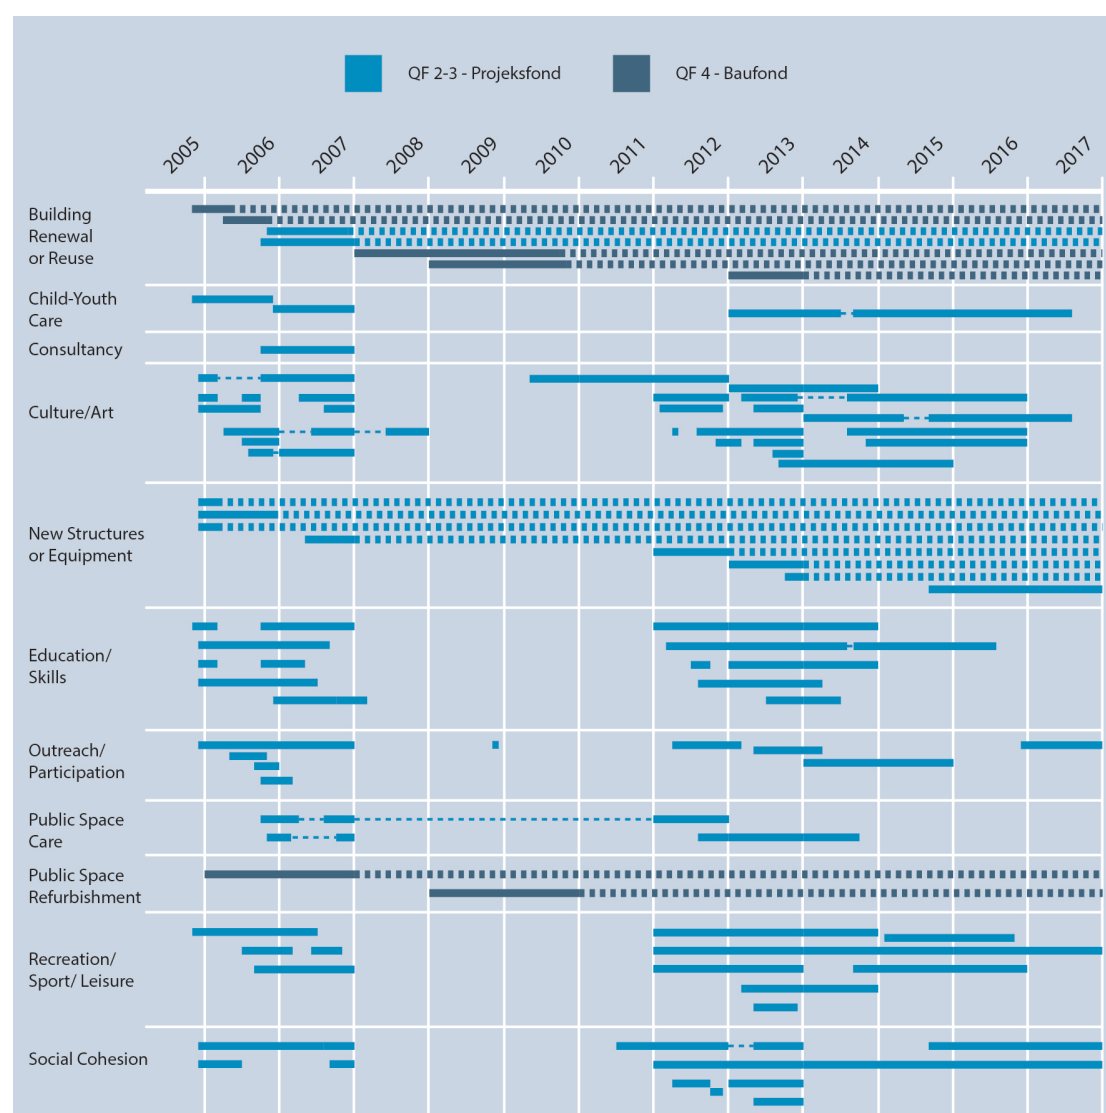 QF 2-3 - Projeksfond
QF 4 - Baufond
2005
2006
2007
2008
2009
2010
2011
2012
2013
2014
2015
2016
2017
Building
Renewal
or Reuse
Child-Youth
Care
Consultancy
Culture/Art
New Structures
or Equipment
Education/
Skills
Outreach/
Participation
Public Space
Care
Public Space
Refurbishment
Recreation/
Sport/ Leisure
Social Cohesion